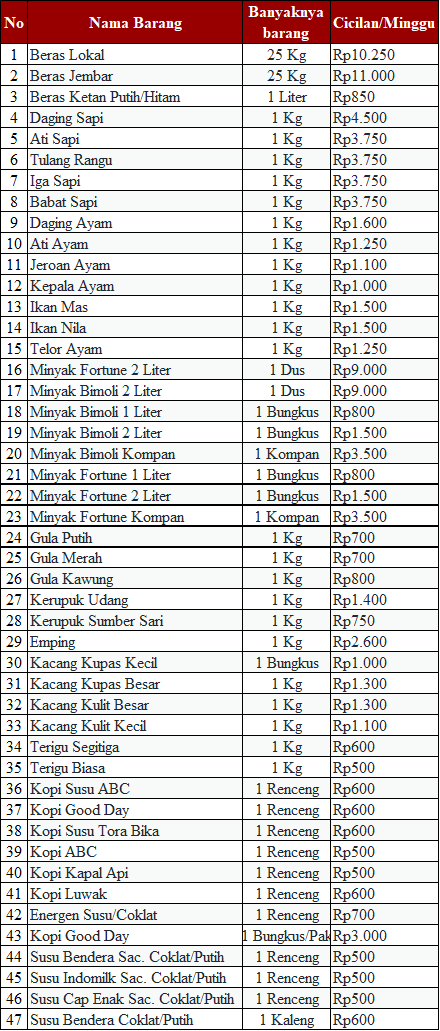 No Nama Barang Banyaknya barang Cicilan/Minggu
1 Beras Lokal 25 Kg Rp10.250
2 Beras Jembar 25 Kg Rp11.000
3 Beras Ketan Putih/Hitam 1 Liter Rp850
4 Daging Sapi 1 Kg Rp4.500
5 Ati Sapi 1 Kg Rp3.750
6 Tulang Rangu 1 Kg Rp3.750
7 Iga Sapi 1 Kg Rp3.750
8 Babat Sapi 1 Kg Rp3.750
9 Daging Ayam 1 Kg Rp1.600
10 Ati Ayam 1 Kg Rp1.250
11 Jeroan Ayam 1 Kg Rp1.100
12 Kepala Ayam 1 Kg Rp1.000
13 Ikan Mas 1 Kg Rp1.500
14 Ikan Nila 1 Kg Rp1.500
15 Telor Ayam 1 Kg Rp1.250
16 Minyak Fortune 2 Liter 1 Dus Rp9.000
17 Minyak Bimoli 2 Liter 1 Dus Rp9.000
18 Minyak Bimoli 1 Liter 1 Bungkus Rp800
19 Minyak Bimoli 2 Liter 1 Bungkus Rp1.500
20 Minyak Bimoli Kompan 1 Kompan Rp3.500
21 Minyak Fortune 1 Liter 1 Bungkus Rp800
22 Minyak Fortune 2 Liter 1 Bungkus Rp1.500
23 Minyak Fortune Kompan 1 Kompan Rp3.500
24 Gula Putih 1 Kg Rp700
25 Gula Merah 1 Kg Rp700
26 Gula Kawung 1 Kg Rp800
27 Kerupuk Udang 1 Kg Rp1.400
28 Kerupuk Sumber Sari 1 Kg Rp750
29 Emping 1 Kg Rp2.600
30 Kacang Kupas Kecil 1 Bungkus Rp1.000
31 Kacang Kupas Besar 1 Kg Rp1.300
32 Kacang Kulit Besar 1 Kg Rp1.300
33 Kacang Kulit Kecil 1 Kg Rp1.100
34 Terigu Segitiga 1 Kg Rp600
35 Terigu Biasa 1 Kg Rp500
36 Kopi Susu ABC 1 Renceng Rp600
37 Kopi Good Day 1 Renceng Rp600
38 Kopi Susu Tora Bika 1 Renceng Rp600
39 Kopi ABC 1 Renceng Rp500
40 Kopi Kapal Api 1 Renceng Rp500
41 Kopi Luwak 1 Renceng Rp600
42 Energen Susu/Coklat 1 Renceng Rp700
43 Kopi Good Day 1 Bungkus/Pak Rp3.000
44 Susu Bendera Sac. Coklat/Putih 1 Renceng Rp500
45 Susu Indomilk Sac. Coklat/Putih 1 Renceng Rp500
46 Susu Cap Enak Sac. Coklat/Putih 1 Renceng Rp500
47 Susu Bendera Coklat/Putih 1 Kaleng Rp600